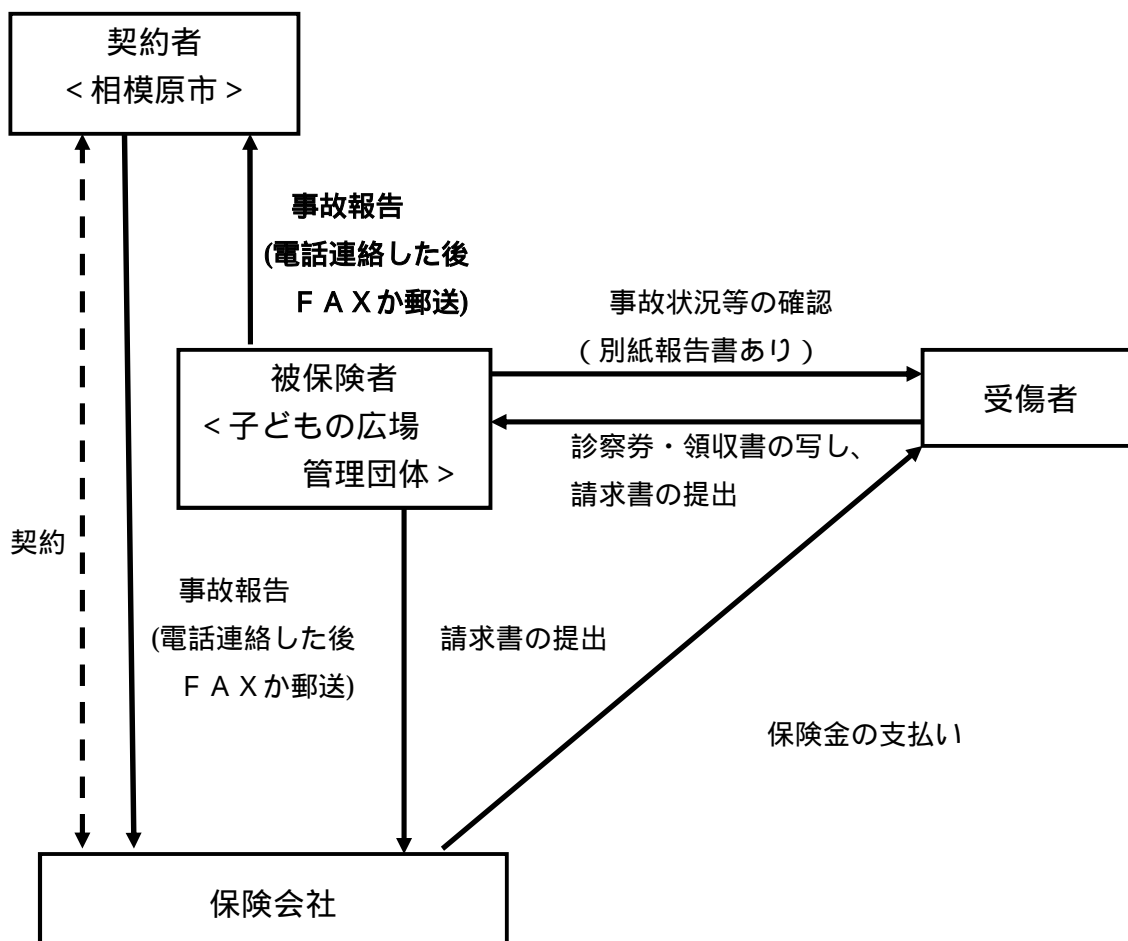 契約者
＜相模原市＞
事故報告
(電話連絡した後
ＦＡＸか郵送)
事故状況等の確認
（別紙報告書あり）
被保険者
＜子どもの広場
管理団体＞
受傷者
診察券・領収書の写し、
請求書の提出
契約
事故報告
(電話連絡した後
ＦＡＸか郵送)
請求書の提出
保険金の支払い
保険会社